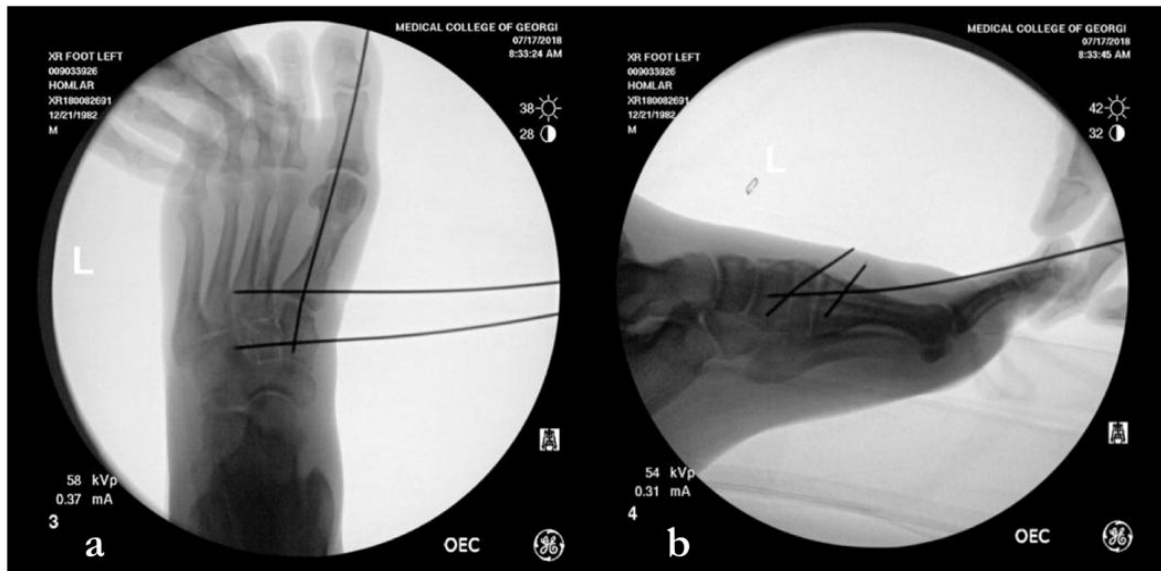 MEDICAL COLLEGE OF GEORGI
07/17/2018
8:33:24 AM
XR FOOT LEFT
009033926
HOMLAR
XR180082691
12/21/1982
M
38
28
L
58 kVp
0.37 mA
3
a
OEC
GE
MEDICAL COLLEGE OF GEORGI
07/17/2018
8:33:45 AM
XR FOOT LEFT
009033926
HOMLAR
XR180082691
12/21/1982
M
42
32
L
54 kVp
0.31 mA
4
b
OEC
GE